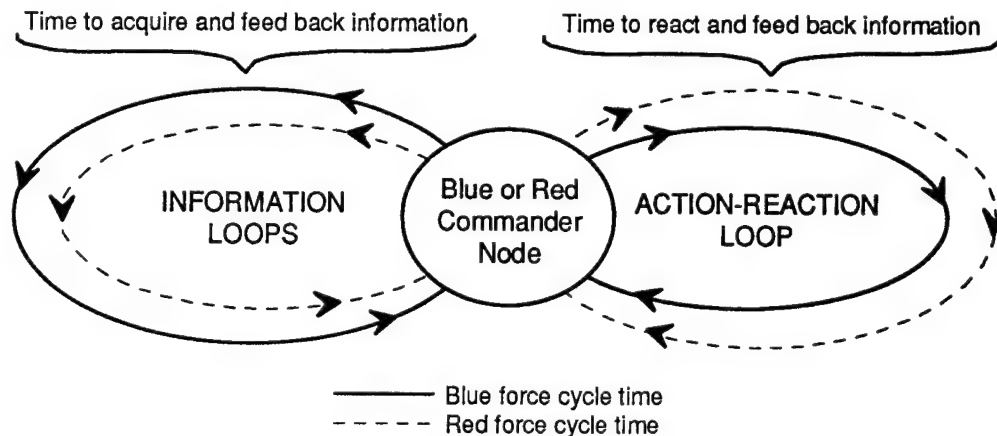 Time to acquire and feed back information
Time to react and feed back information
INFORMATION
LOOPS
Blue or Red
Commander
Node
ACTION-REACTION
LOOP
Blue force cycle time
Red force cycle time